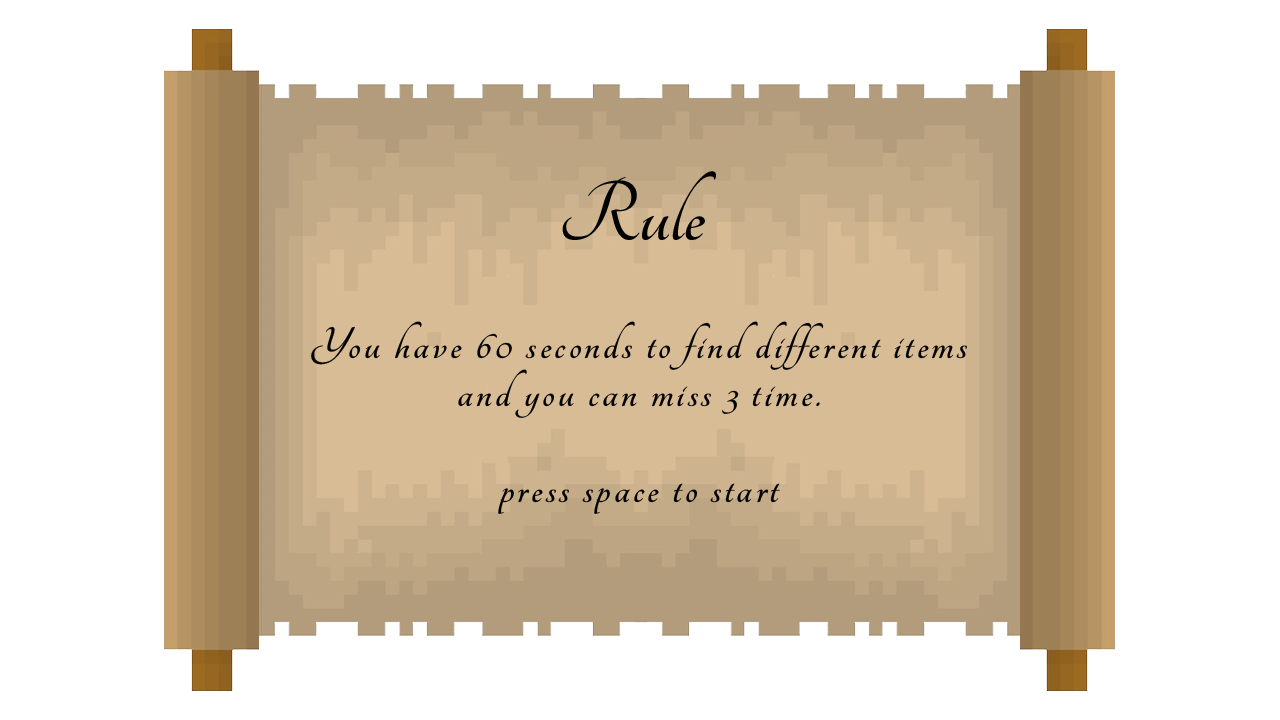 Rule
You have 60 seconds to find different items
and you can miss 3 time.
press space to start